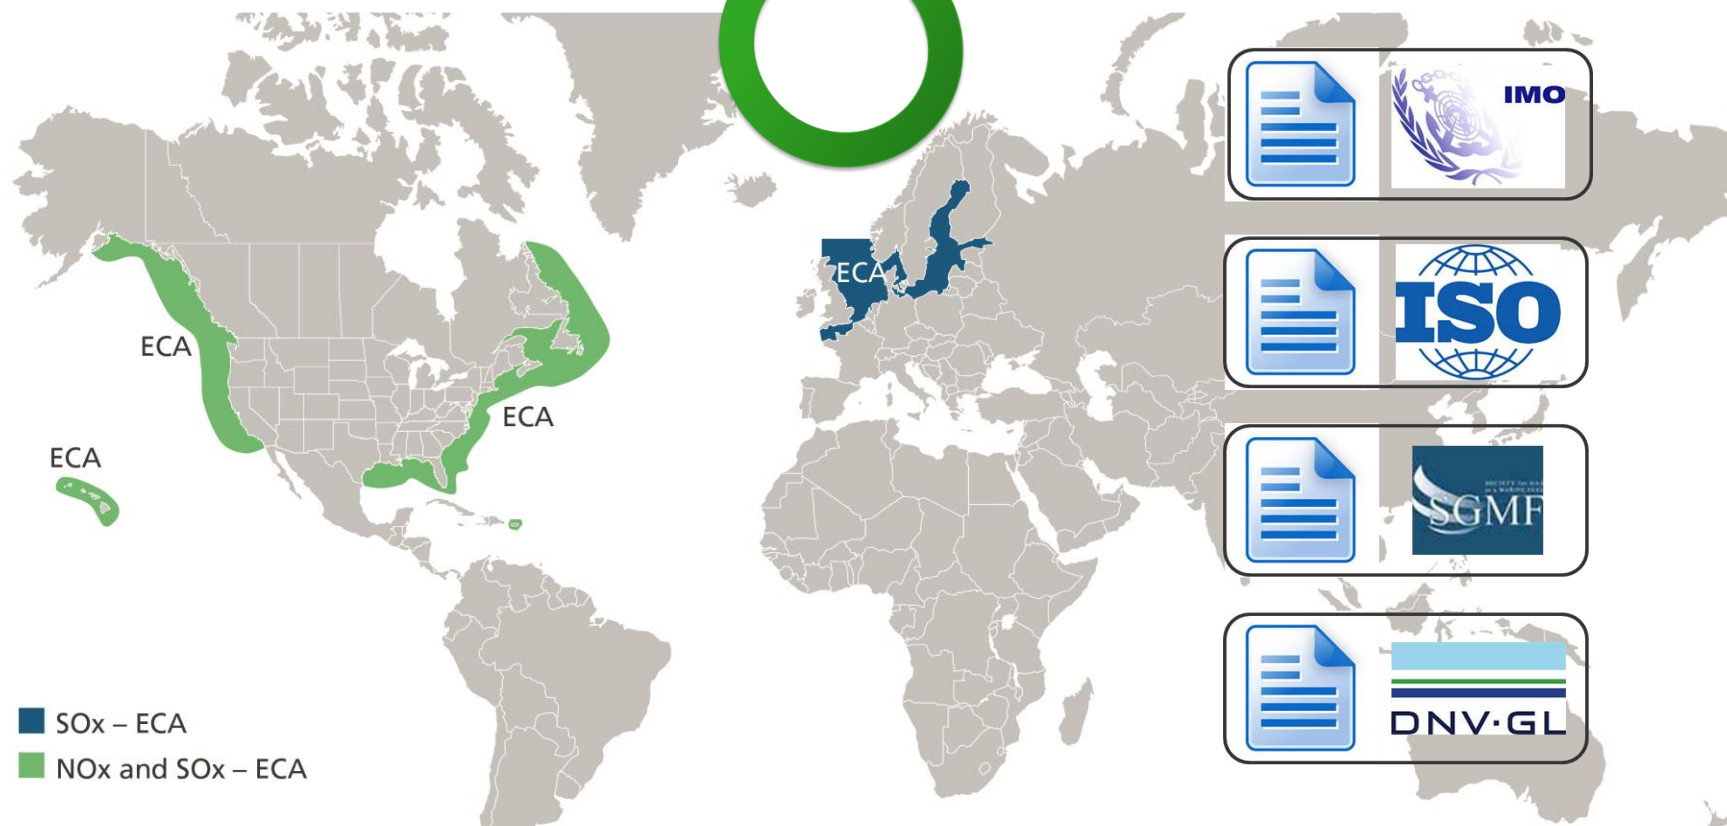 IMO
ECA
ISO
ECA
ECA
ECA
SGMF
SOx – ECA
DNV·GL
NOx and SOx – ECA